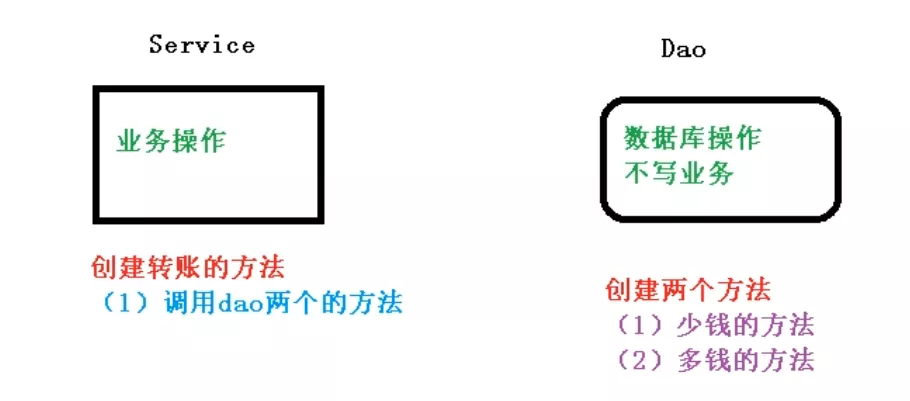 Service
业务操作
创建转账的方法
（1）调用dao两个的方法
Dao
数据库操作
不写业务
创建两个方法
（1）少钱的方法
（2）多钱的方法